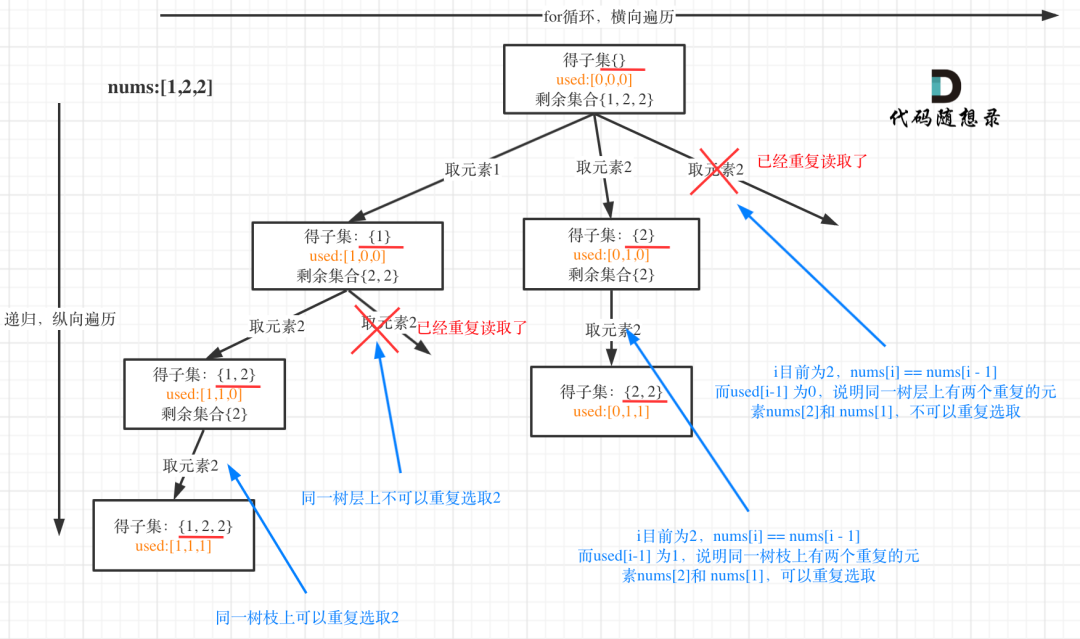 for循环，横向遍历
nums:[1,2,2]
得子集{}
used:[0,0,0]
剩余集合{1, 2, 2}
代码随想录
取元素1
取元素2
取元素2
已经重复读取了
得子集：{1}
used:[1,0,0]
剩余集合{2, 2}
得子集：{2}
used:[0,1,0]
剩余集合{2}
递归，纵向遍历
取元素2
取元素2
已经重复读取了
取元素2
得子集：{1, 2}
used:[1,1,0]
剩余集合{2}
得子集：{2, 2}
used:[0,1,1]
i目前为2，nums[i] == nums[i - 1]
而used[i-1] 为0，说明同一树层上有两个重复的元
素nums[2]和 nums[1]，不可以重复选取
取元素2
同一树层上不可以重复选取2
得子集：{1, 2, 2}
used:[1,1,1]
i目前为2，nums[i] == nums[i - 1]
而used[i-1] 为1，说明同一树枝上有两个重复的元
素nums[2]和 nums[1]，可以重复选取
同一树枝上可以重复选取2